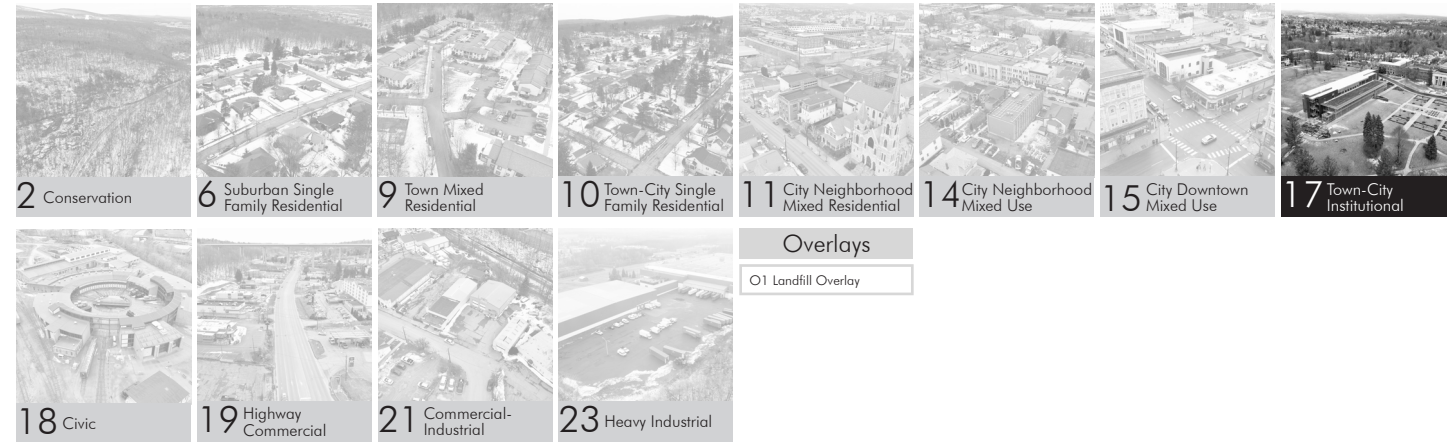 2 Conservation
6 Suburban Single
Family Residential
9 Town Mixed
Residential
10 Town-City Single
Family Residential
11 City Neighborhood
Mixed Residential
14 City Neighborhood
Mixed Use
15 City Downtown
Mixed Use
17 Town-City
Institutional
18 Civic
19 Highway
Commercial
21 Commercial-
Industrial
23 Heavy Industrial
Overlays
O1 Landfill Overlay